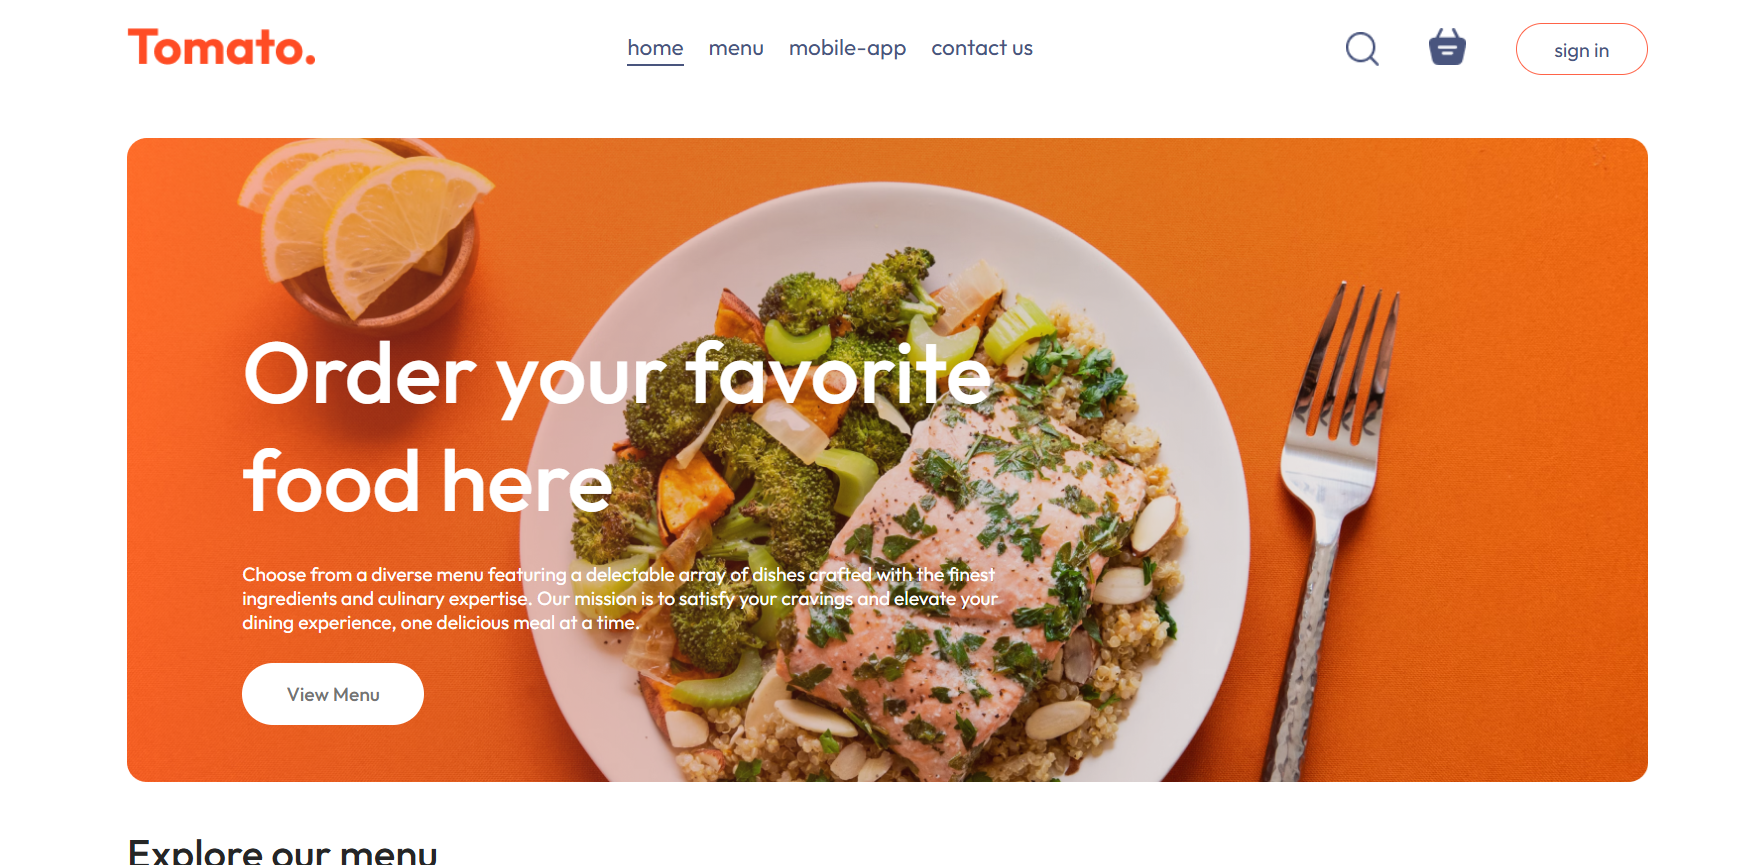 Tomato.
home menu mobile-app contact us
sign in
Order your favorite
food here
Choose from a diverse menu featuring a delectable array of dishes crafted with the finest
ingredients and culinary expertise. Our mission is to satisfy your cravings and elevate your
dining experience, one delicious meal at a time.
View Menu
Explore our menu